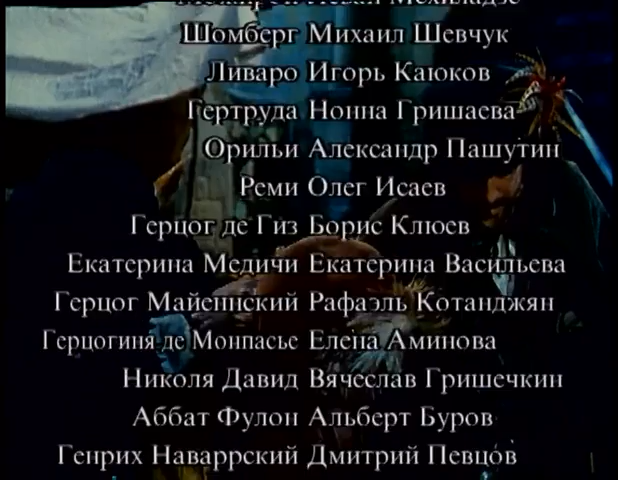 Шомберг Михаил Шевчук
Ливаро Игорь Каюков
Гертруда Нонна Гришаева
Орильи Александр Пашутин
Реми Олег Исаев
Герцог де Гиз Борис Клюев
Екатерина Медичи Екатерина Васильева
Герцог Майеннский Рафаэль Котанджян
Герцогиня де Монпасье Елена Аминова
Николя Давид Вячеслав Гришечкин
Аббат Фулон Альберт Буров
Генрих Наваррский Дмитрий Певцов